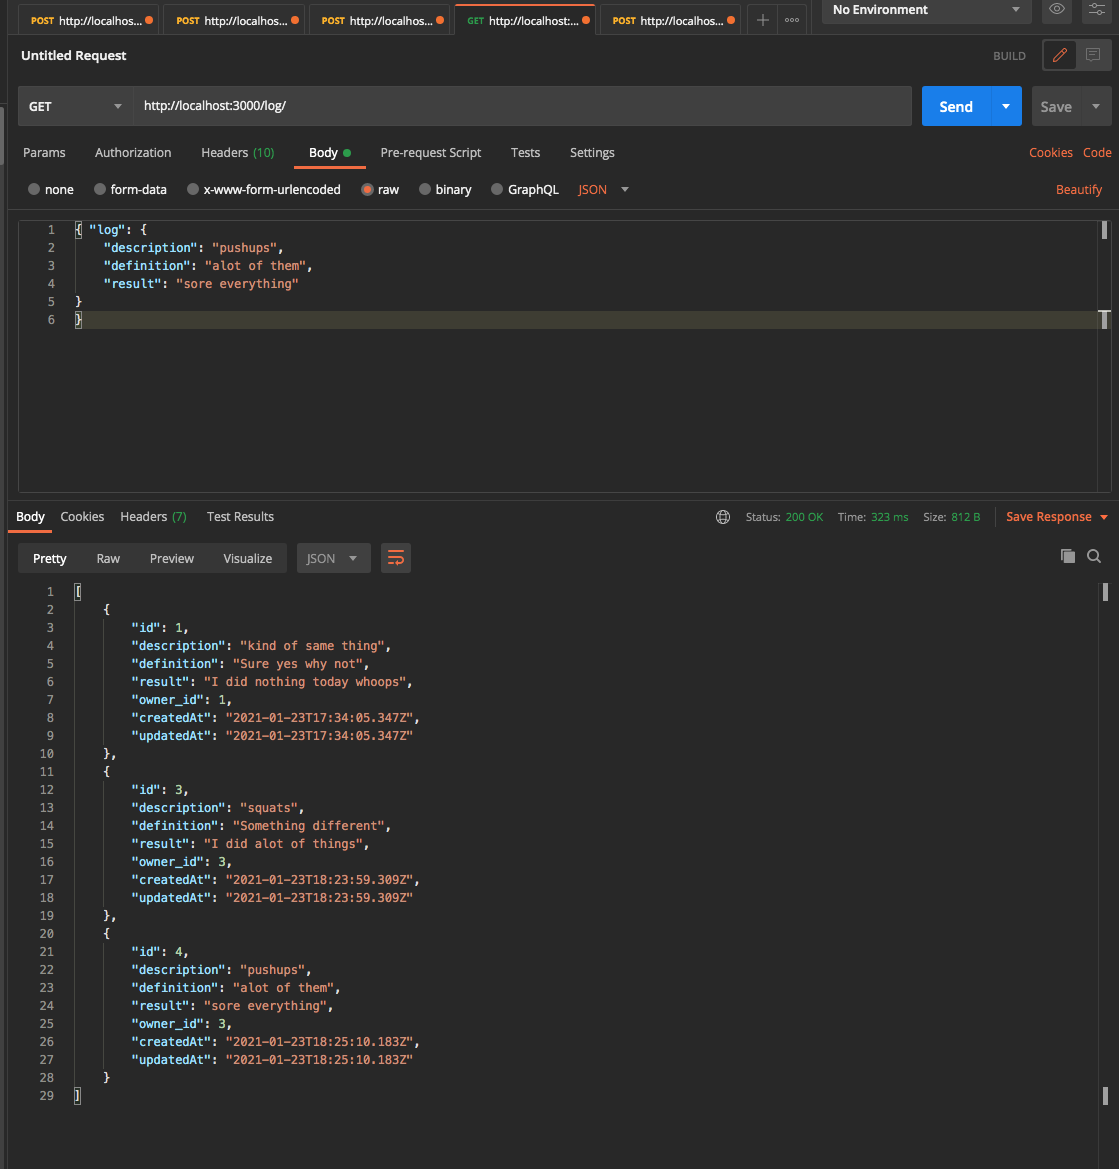 POST http://localhos... POST http://localhos... POST http://localhos... GET http://localhost:... POST http://localhos... No Environment
Untitled Request BUILD
GET http://localhost:3000/log/ Send Save
Params Authorization Headers (10) Body Pre-request Script Tests Settings Cookies Code
none form-data x-www-form-urlencoded raw binary GraphQL JSON Beautify
1 { "log": {
2 "description": "pushups",
3 "definition": "alot of them",
4 "result": "sore everything"
5 }
6 }
Body Cookies Headers (7) Test Results Status: 200 OK Time: 323 ms Size: 812 B Save Response
Pretty Raw Preview Visualize JSON
1 [
2 {
3 "id": 1,
4 "description": "kind of same thing",
5 "definition": "Sure yes why not",
6 "result": "I did nothing today whoops",
7 "owner_id": 1,
8 "createdAt": "2021-01-23T17:34:05.347Z",
9 "updatedAt": "2021-01-23T17:34:05.347Z"
10 },
11 {
12 "id": 3,
13 "description": "squats",
14 "definition": "Something different",
15 "result": "I did alot of things",
16 "owner_id": 3,
17 "createdAt": "2021-01-23T18:23:59.309Z",
18 "updatedAt": "2021-01-23T18:23:59.309Z"
19 },
20 {
21 "id": 4,
22 "description": "pushups",
23 "definition": "alot of them",
24 "result": "sore everything",
25 "owner_id": 3,
26 "createdAt": "2021-01-23T18:25:10.183Z",
27 "updatedAt": "2021-01-23T18:25:10.183Z"
28 }
29 ]